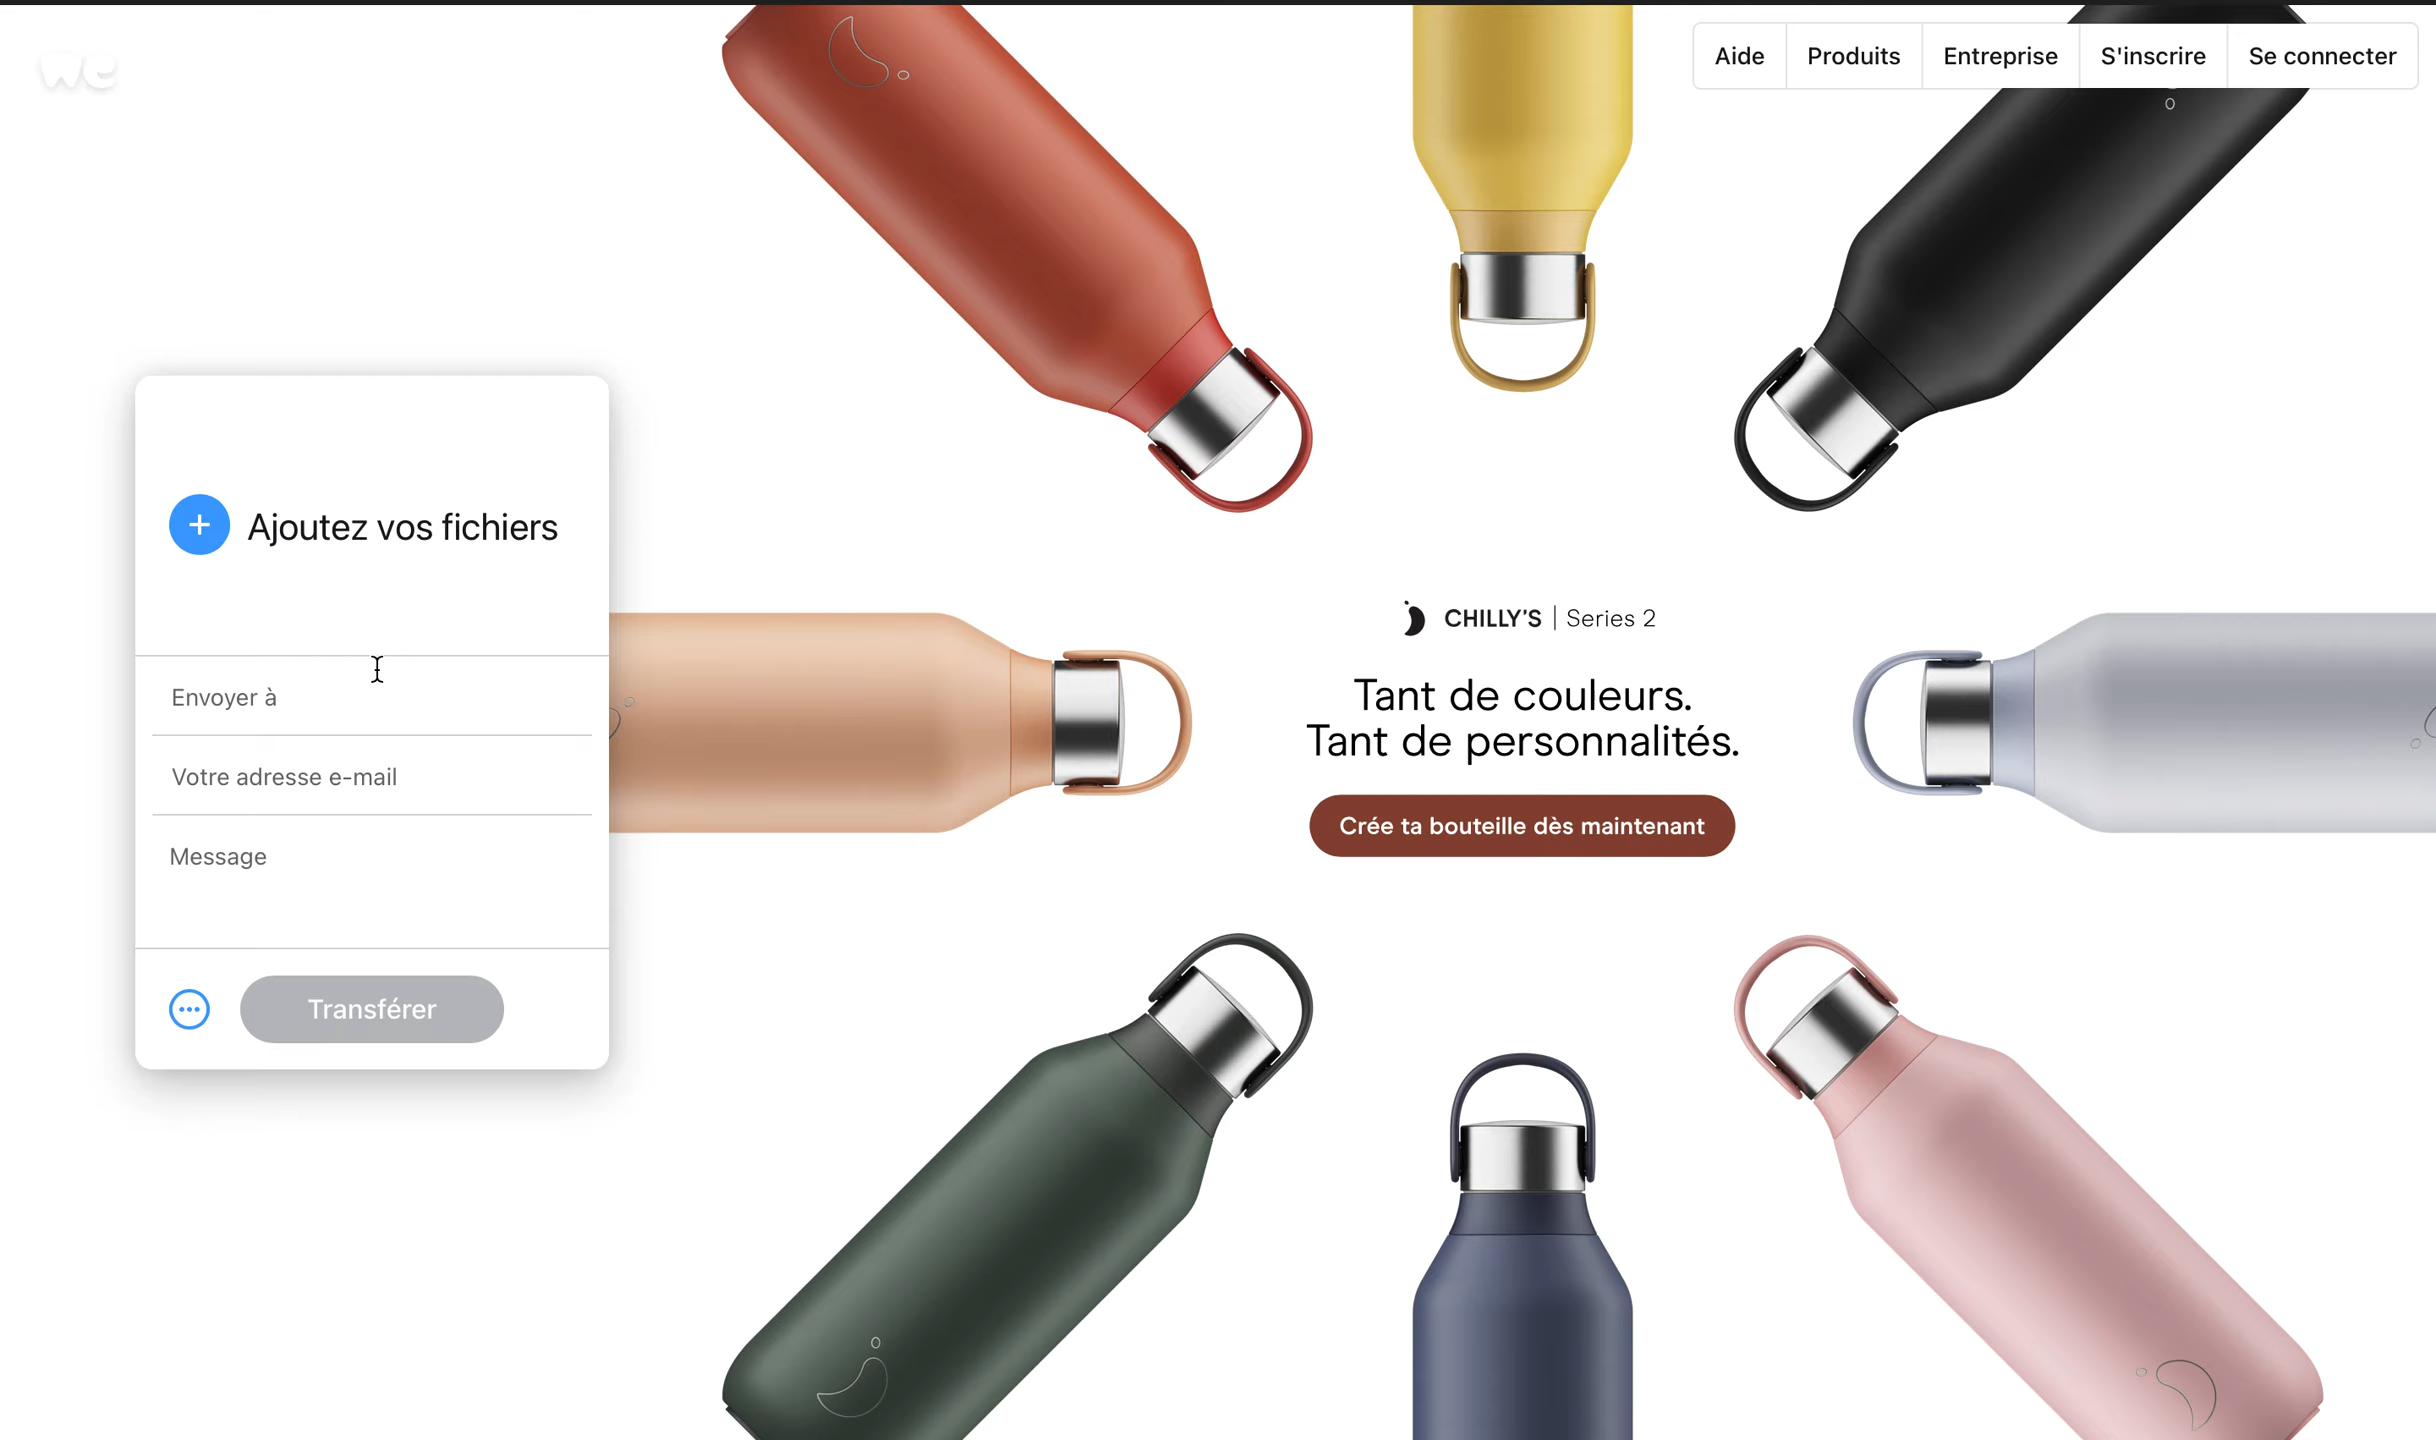 we
Aide
Produits
Entreprise
S'inscrire
Se connecter
Ajoutez vos fichiers
Envoyer à
Votre adresse e-mail
Message
Transférer
CHILLY'S | Series 2
Tant de couleurs.
Tant de personnalités.
Crée ta bouteille dès maintenant